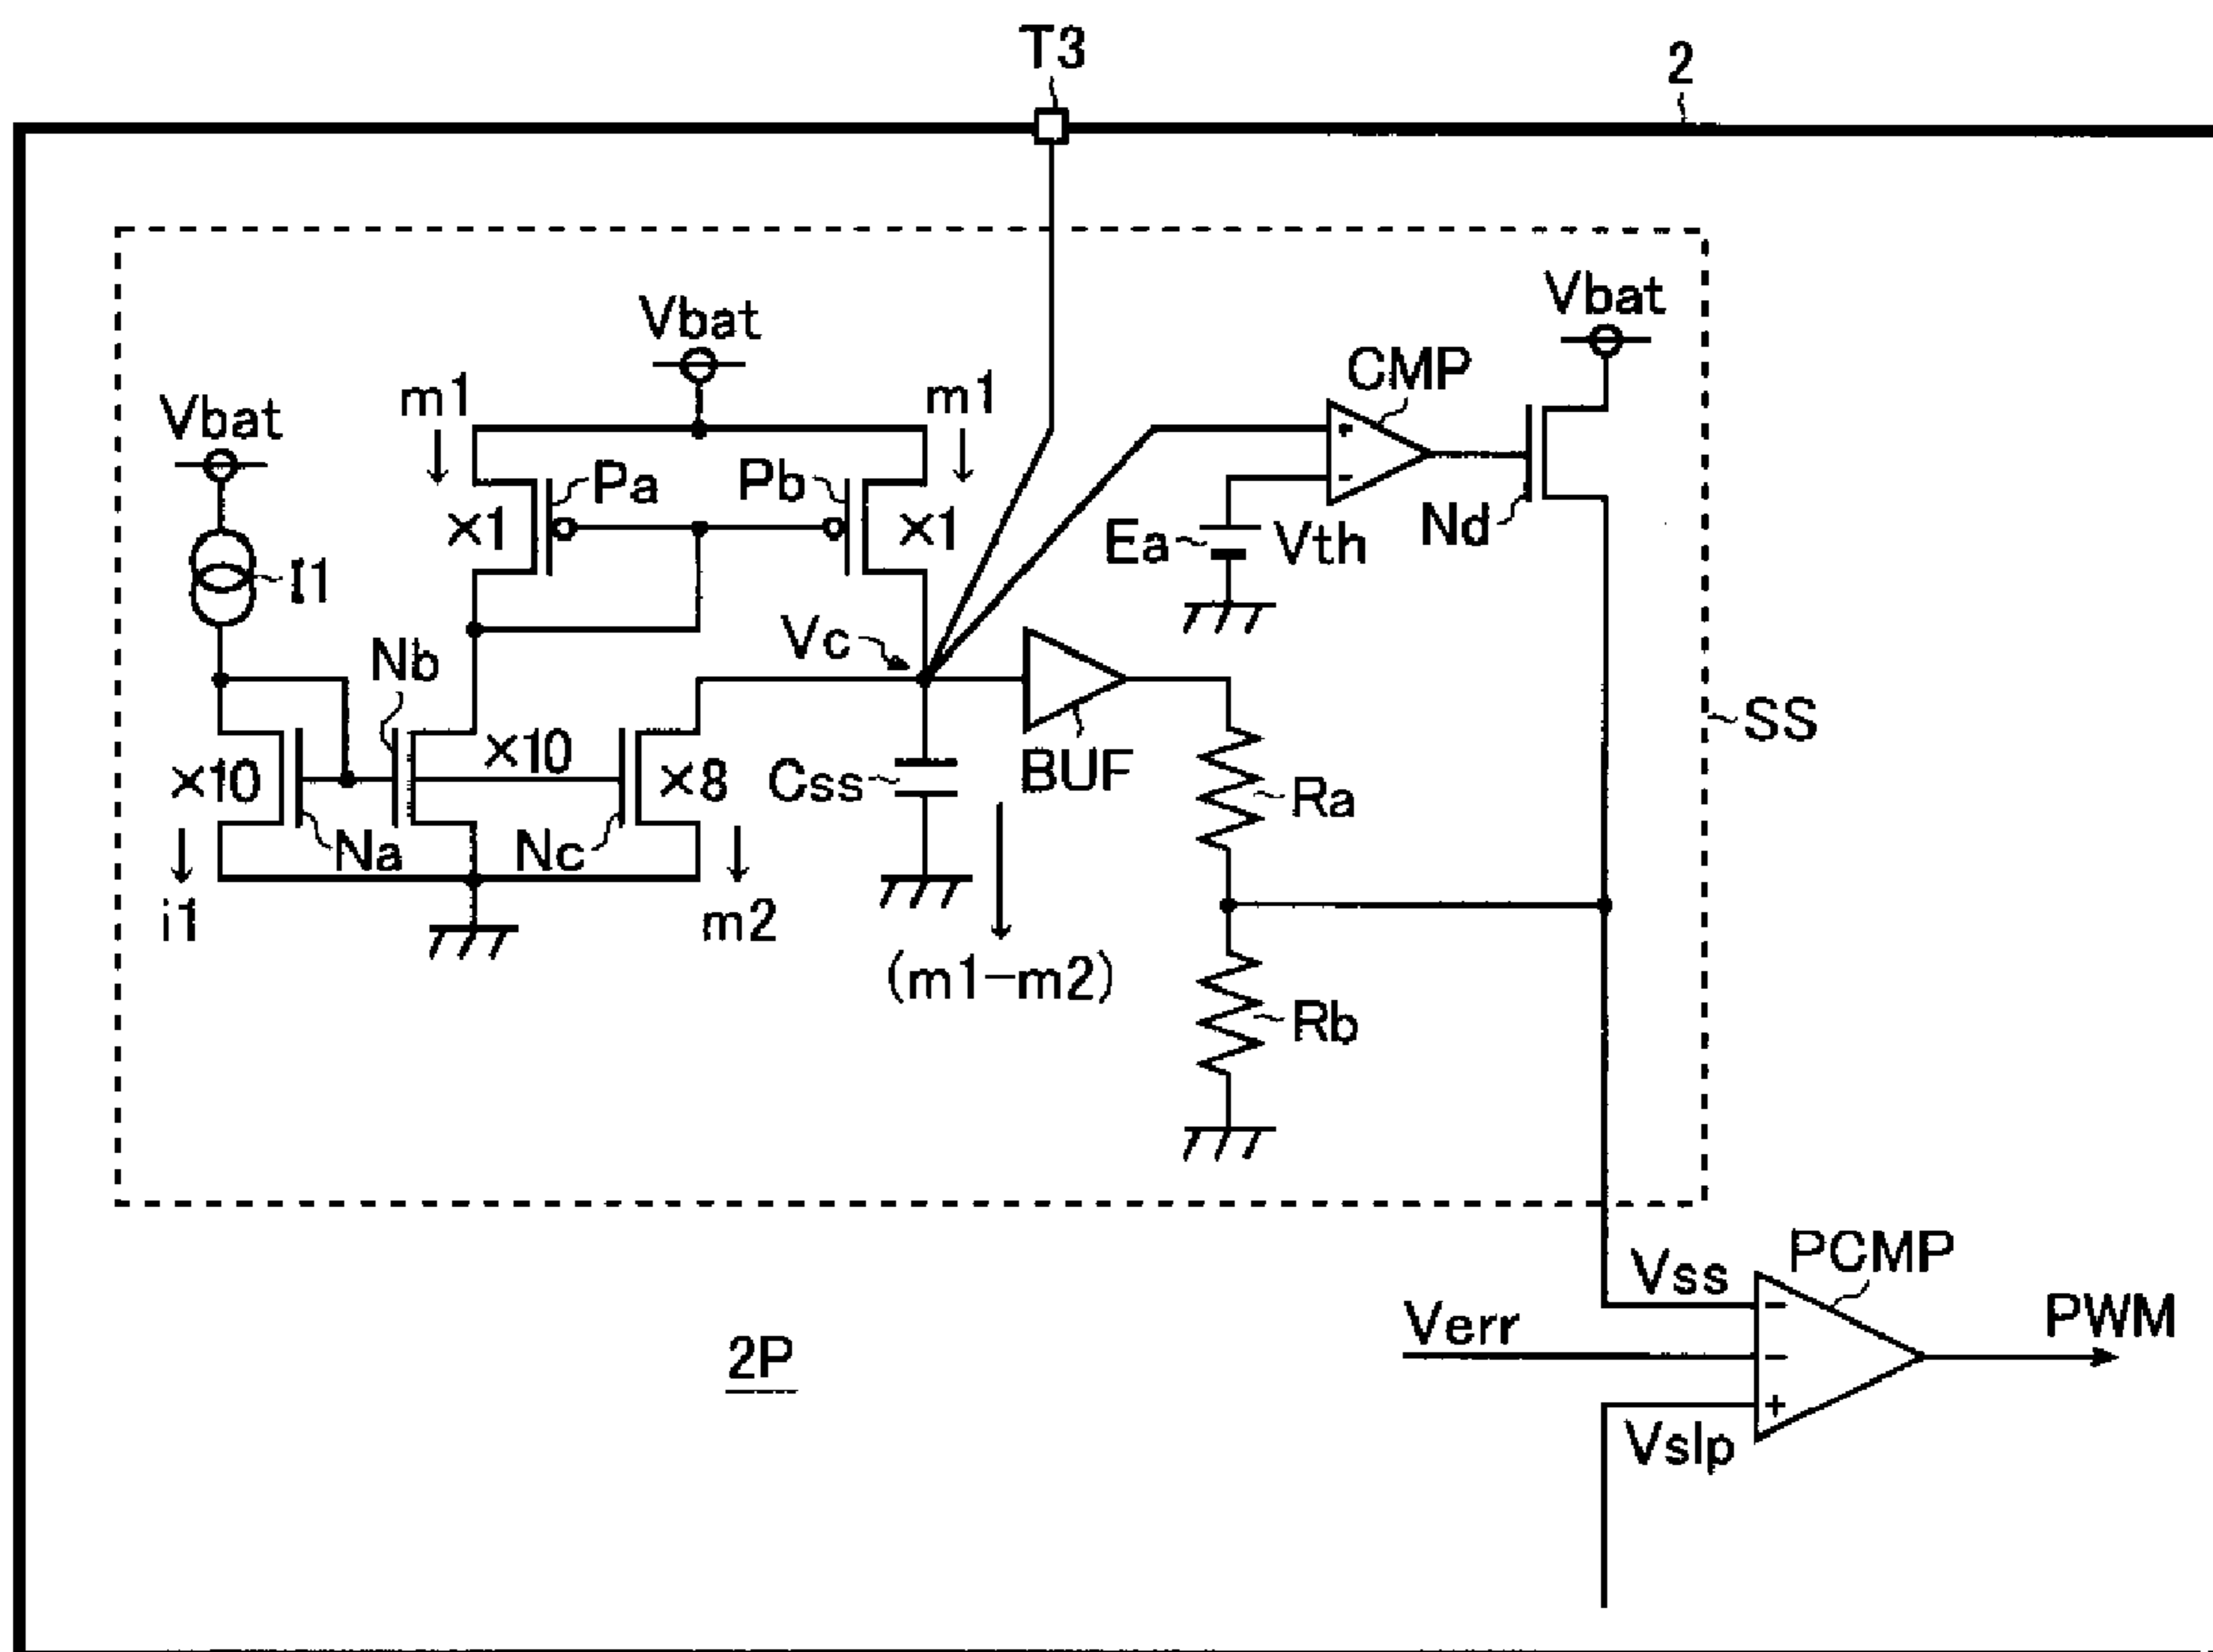 T3
2
Vbat
Vbat
CMP
m1
m1
Vbat
Pa
Pb
×1
×1
Nd
Ea
Vth
I1
Vc
Nb
SS
×10
×10
×8
Css
BUF
Ra
Na
Nc
i1
m2
(m1-m2)
Rb
PCMP
Vss
PWM
Verr
2P
Vslp